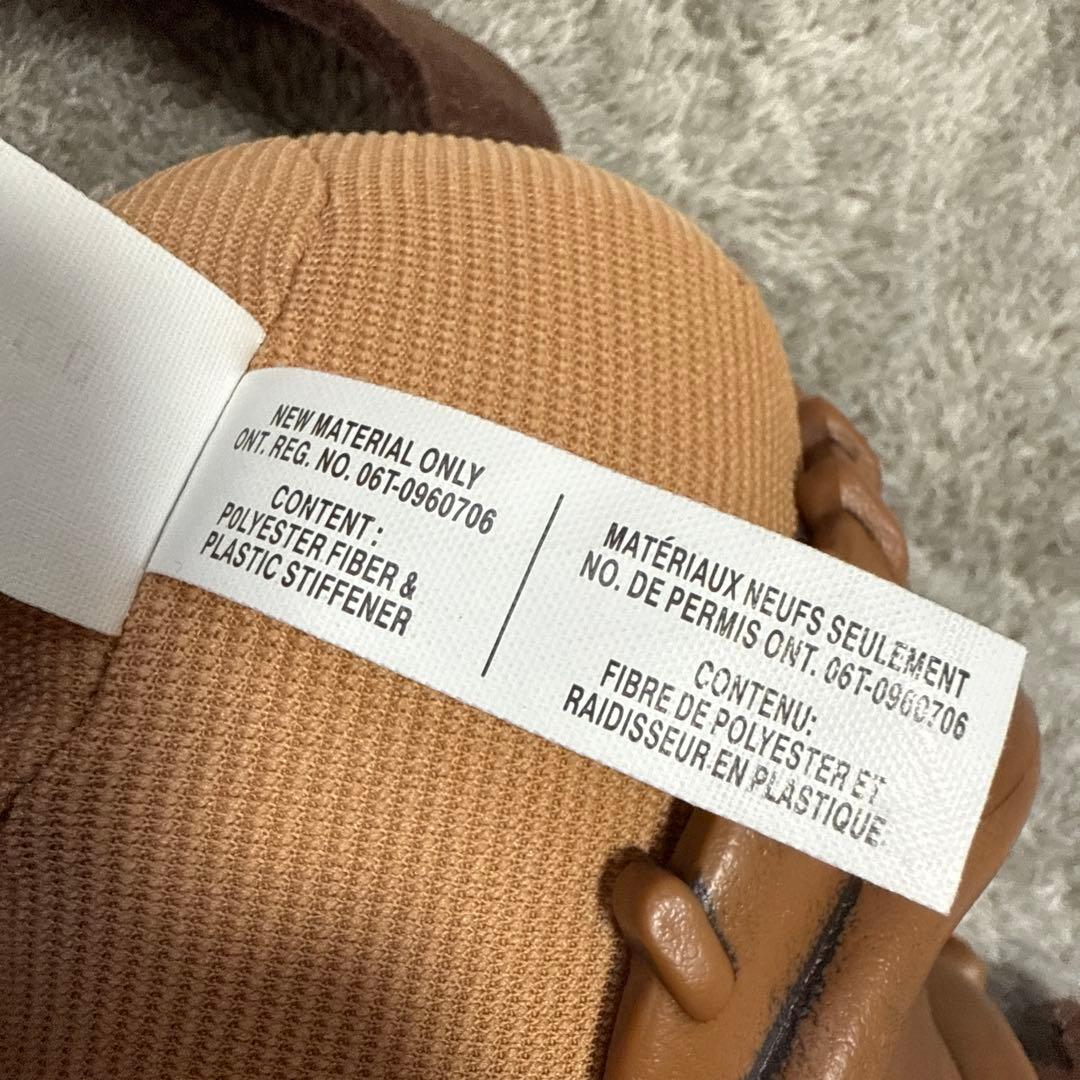 NEW MATERIAL ONLY
ONT. REG. NO. 06T-0960706
CONTENT :
POLYESTER FIBER &
PLASTIC STIFFENER
MATÉRIAUX NEUFS SEULEMENT
NO. DE PERMIS ONT. 06T-0960706
CONTENU:
FIBRE DE POLYESTER ET
RAIDISSEUR EN PLASTIQUE